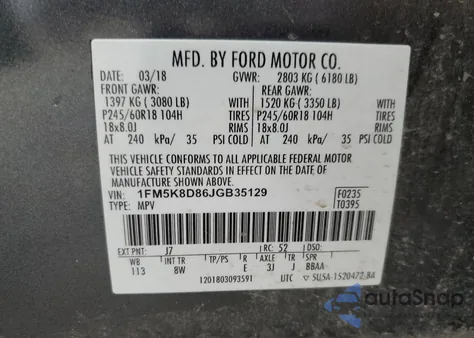 MFD. BY FORD MOTOR CO.
DATE: 03/18 GVWR: 2803 KG (6180 LB)
FRONT GAWR: REAR GAWR:
1397 KG (3080 LB) WITH 1520 KG (3350 LB) WITH
P245/60R18 104H TIRES P245/60R18 104H TIRES
18x8.0J RIMS 18x8.0J RIMS
AT 240 kPa/ 35 PSI COLD AT 240 kPa/ 35 PSI COLD
THIS VEHICLE CONFORMS TO ALL APPLICABLE FEDERAL MOTOR
VEHICLE SAFETY STANDARDS IN EFFECT ON THE DATE OF
MANUFACTURE SHOWN ABOVE.
VIN: 1FM5K8D86JGB35129 F0235
TYPE: MPV T0395
EXT PNT: J7 RC: 52 DSO:
WB INT TR TP/PS R AXLE TR SPR
113 8W E 3J J BBAA
1201803093591 UTC ▽ 5U5A-1520472-BA
autoSnap